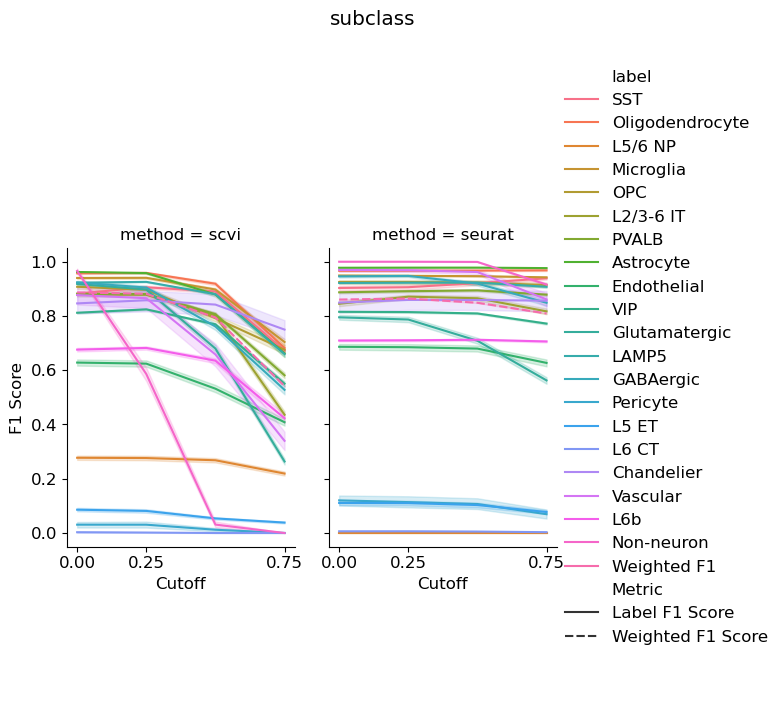 subclass
method = scvi
method = seurat
F1 Score
1.0
0.8
0.6
0.4
0.2
0.0
0.00
0.25
0.75
Cutoff
0.00
0.25
0.75
Cutoff
label
SST
Oligodendrocyte
L5/6 NP
Microglia
OPC
L2/3-6 IT
PVALB
Astrocyte
Endothelial
VIP
Glutamatergic
LAMP5
GABAergic
Pericyte
L5 ET
L6 CT
Chandelier
Vascular
L6b
Non-neuron
Weighted F1
Metric
Label F1 Score
Weighted F1 Score